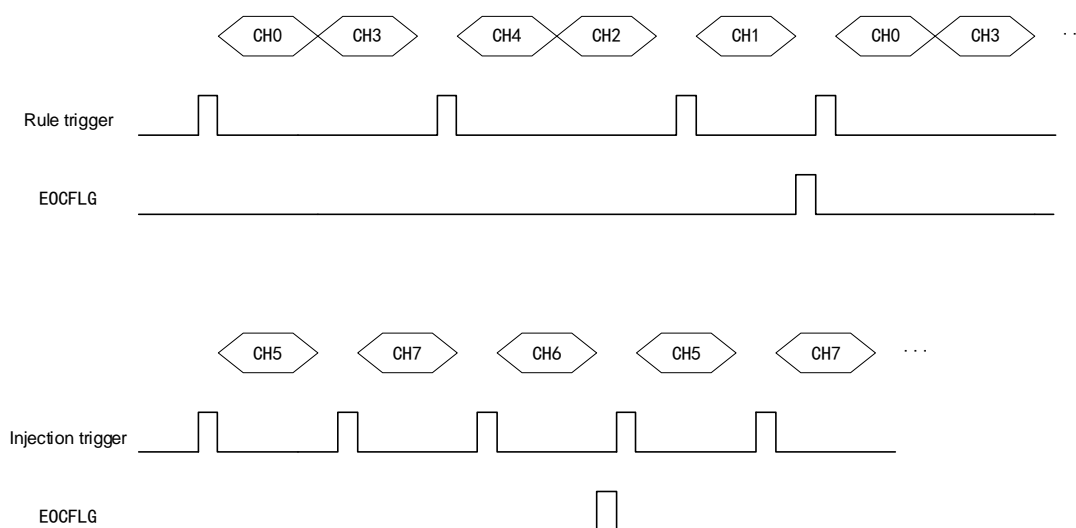 CH0 CH3 CH4 CH2 CH1 CH0 CH3 ··
Rule trigger
EOCFLG
CH5 CH7 CH6 CH5 CH7 ···
Injection trigger
EOCFLG